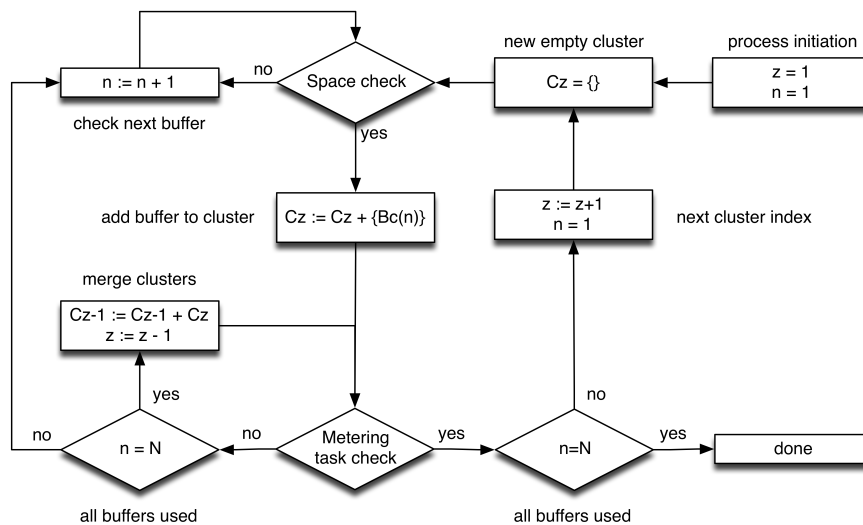 new empty cluster
process initiation
no
n := n + 1
Space check
Cz = {}
z = 1
n = 1
check next buffer
yes
add buffer to cluster
Cz := Cz + {Bc(n)}
z := z+1
n = 1
next cluster index
merge clusters
Cz-1 := Cz-1 + Cz
z := z - 1
yes
no
no
n = N
no
Metering
task check
yes
n=N
yes
done
all buffers used
all buffers used